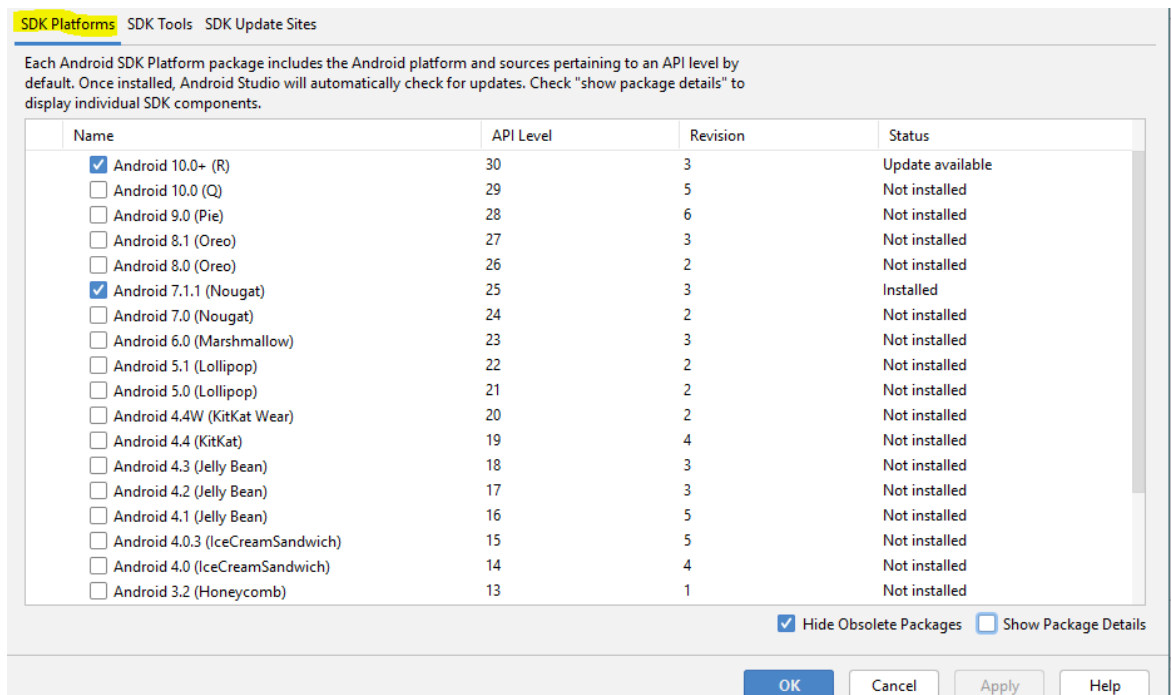 SDK Platforms SDK Tools SDK Update Sites
Each Android SDK Platform package includes the Android platform and sources pertaining to an API level by
default. Once installed, Android Studio will automatically check for updates. Check "show package details" to
display individual SDK components.
Name API Level Revision Status
Android 10.0+ (R) 30 3 Update available
Android 10.0 (Q) 29 5 Not installed
Android 9.0 (Pie) 28 6 Not installed
Android 8.1 (Oreo) 27 3 Not installed
Android 8.0 (Oreo) 26 2 Not installed
Android 7.1.1 (Nougat) 25 3 Installed
Android 7.0 (Nougat) 24 2 Not installed
Android 6.0 (Marshmallow) 23 3 Not installed
Android 5.1 (Lollipop) 22 2 Not installed
Android 5.0 (Lollipop) 21 2 Not installed
Android 4.4W (KitKat Wear) 20 2 Not installed
Android 4.4 (KitKat) 19 4 Not installed
Android 4.3 (Jelly Bean) 18 3 Not installed
Android 4.2 (Jelly Bean) 17 3 Not installed
Android 4.1 (Jelly Bean) 16 5 Not installed
Android 4.0.3 (IceCreamSandwich) 15 5 Not installed
Android 4.0 (IceCreamSandwich) 14 4 Not installed
Android 3.2 (Honeycomb) 13 1 Not installed
Hide Obsolete Packages Show Package Details
OK Cancel Apply Help